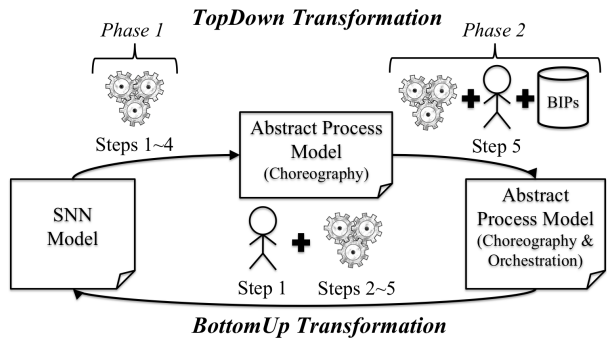 TopDown Transformation
Phase 1
Phase 2
BIPs
Steps 1~4
Abstract Process
Model
(Choreography)
Step 5
SNN
Model
Abstract
Process Model
(Choreography &
Orchestration)
Step 1
Steps 2~5
BottomUp Transformation